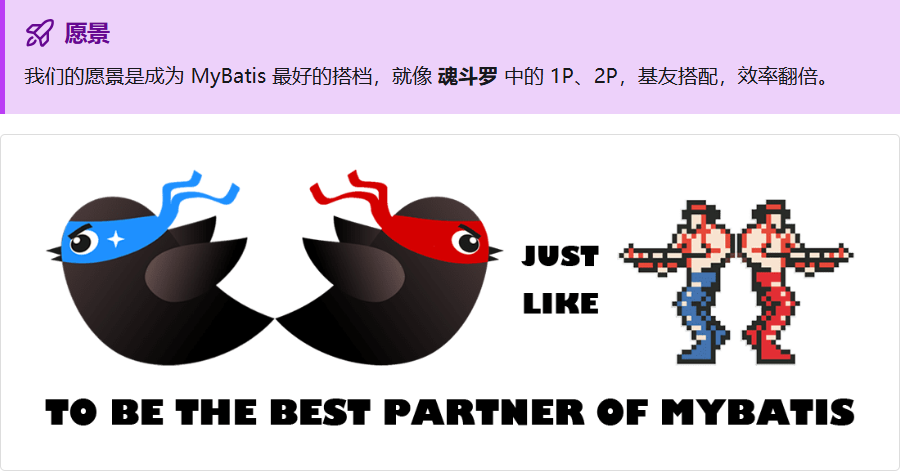 愿景
我们的愿景是成为 MyBatis 最好的搭档，就像 魂斗罗 中的 1P、2P，基友搭配，效率翻倍。
JUST
LIKE
TO BE THE BEST PARTNER OF MYBATIS